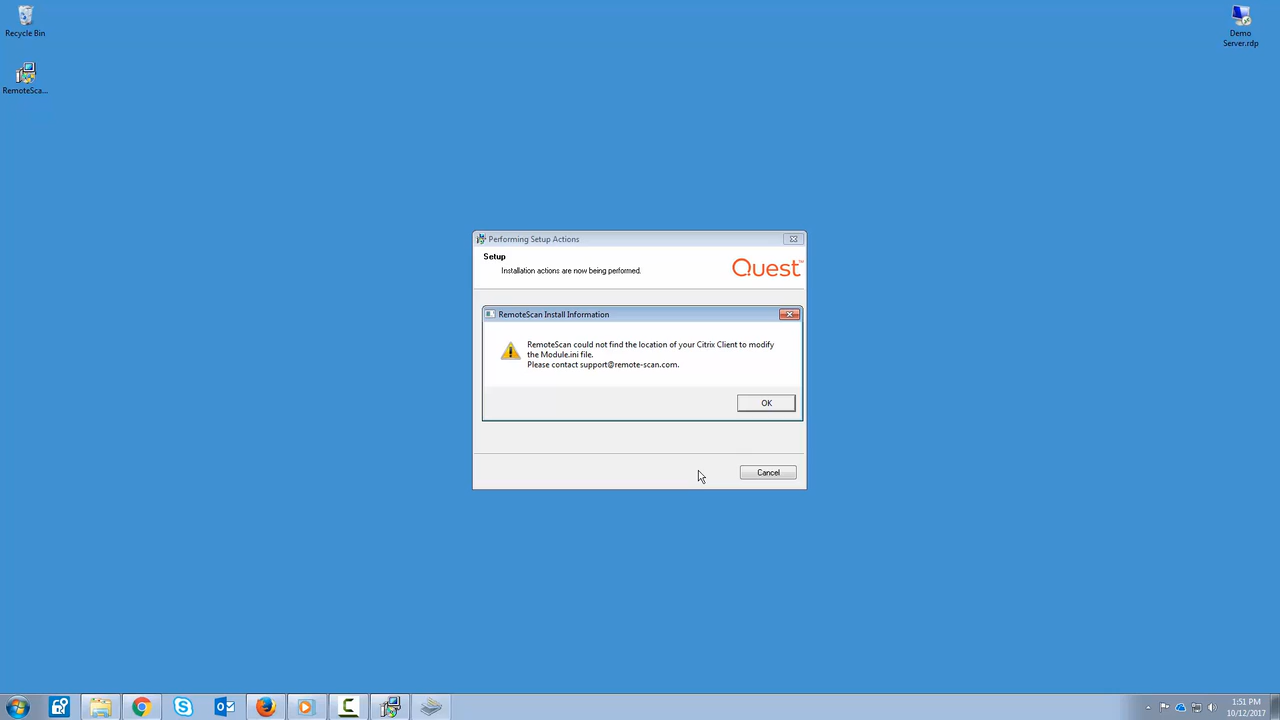 Recycle Bin
RemoteSca...
Demo
Server.rdp
Performing Setup Actions
Setup
Installation actions are now being performed.
Quest™
RemoteScan Install Information
RemoteScan could not find the location of your Citrix Client to modify
the Module.ini file.
Please contact support@remote-scan.com.
OK
Cancel
1:51 PM
10/12/2017